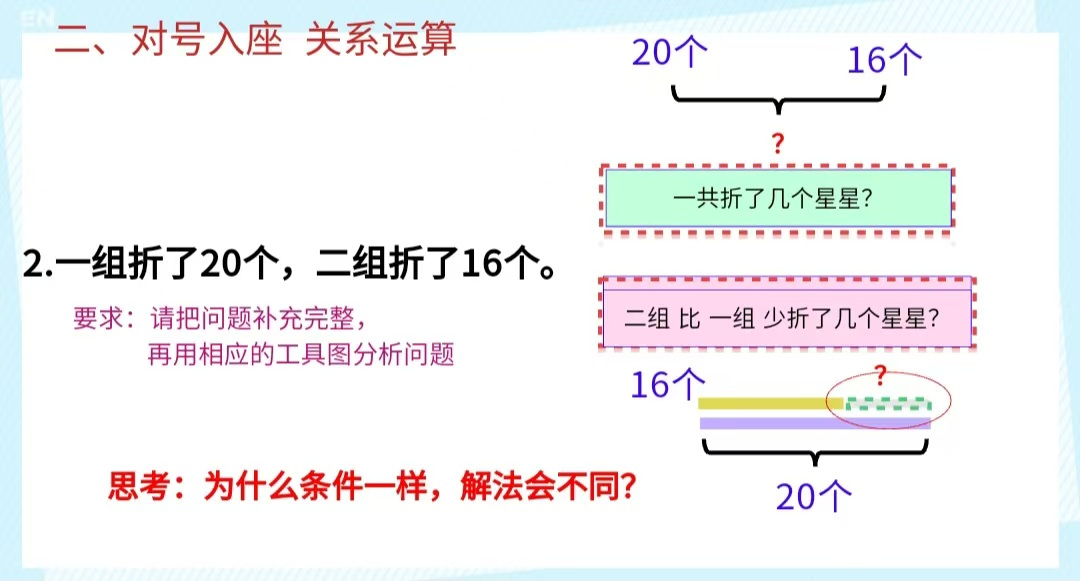 EN
二、对号入座 关系运算
20个
16个
?
一共折了几个星星?
2.一组折了20个，二组折了16个。
要求：请把问题补充完整，
再用相应的工具图分析问题
二组 比 一组 少折了几个星星?
16个
?
20个
思考：为什么条件一样，解法会不同?